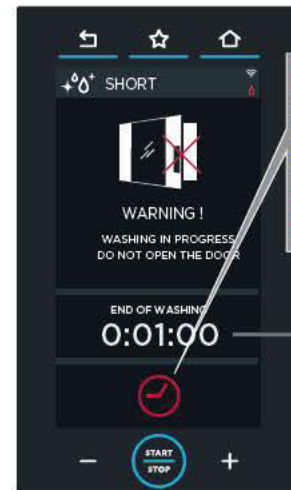 SHORT
WARNING !
WASHING IN PROGRESS
DO NOT OPEN THE DOOR
END OF WASHING
0:01:00
− START STOP +